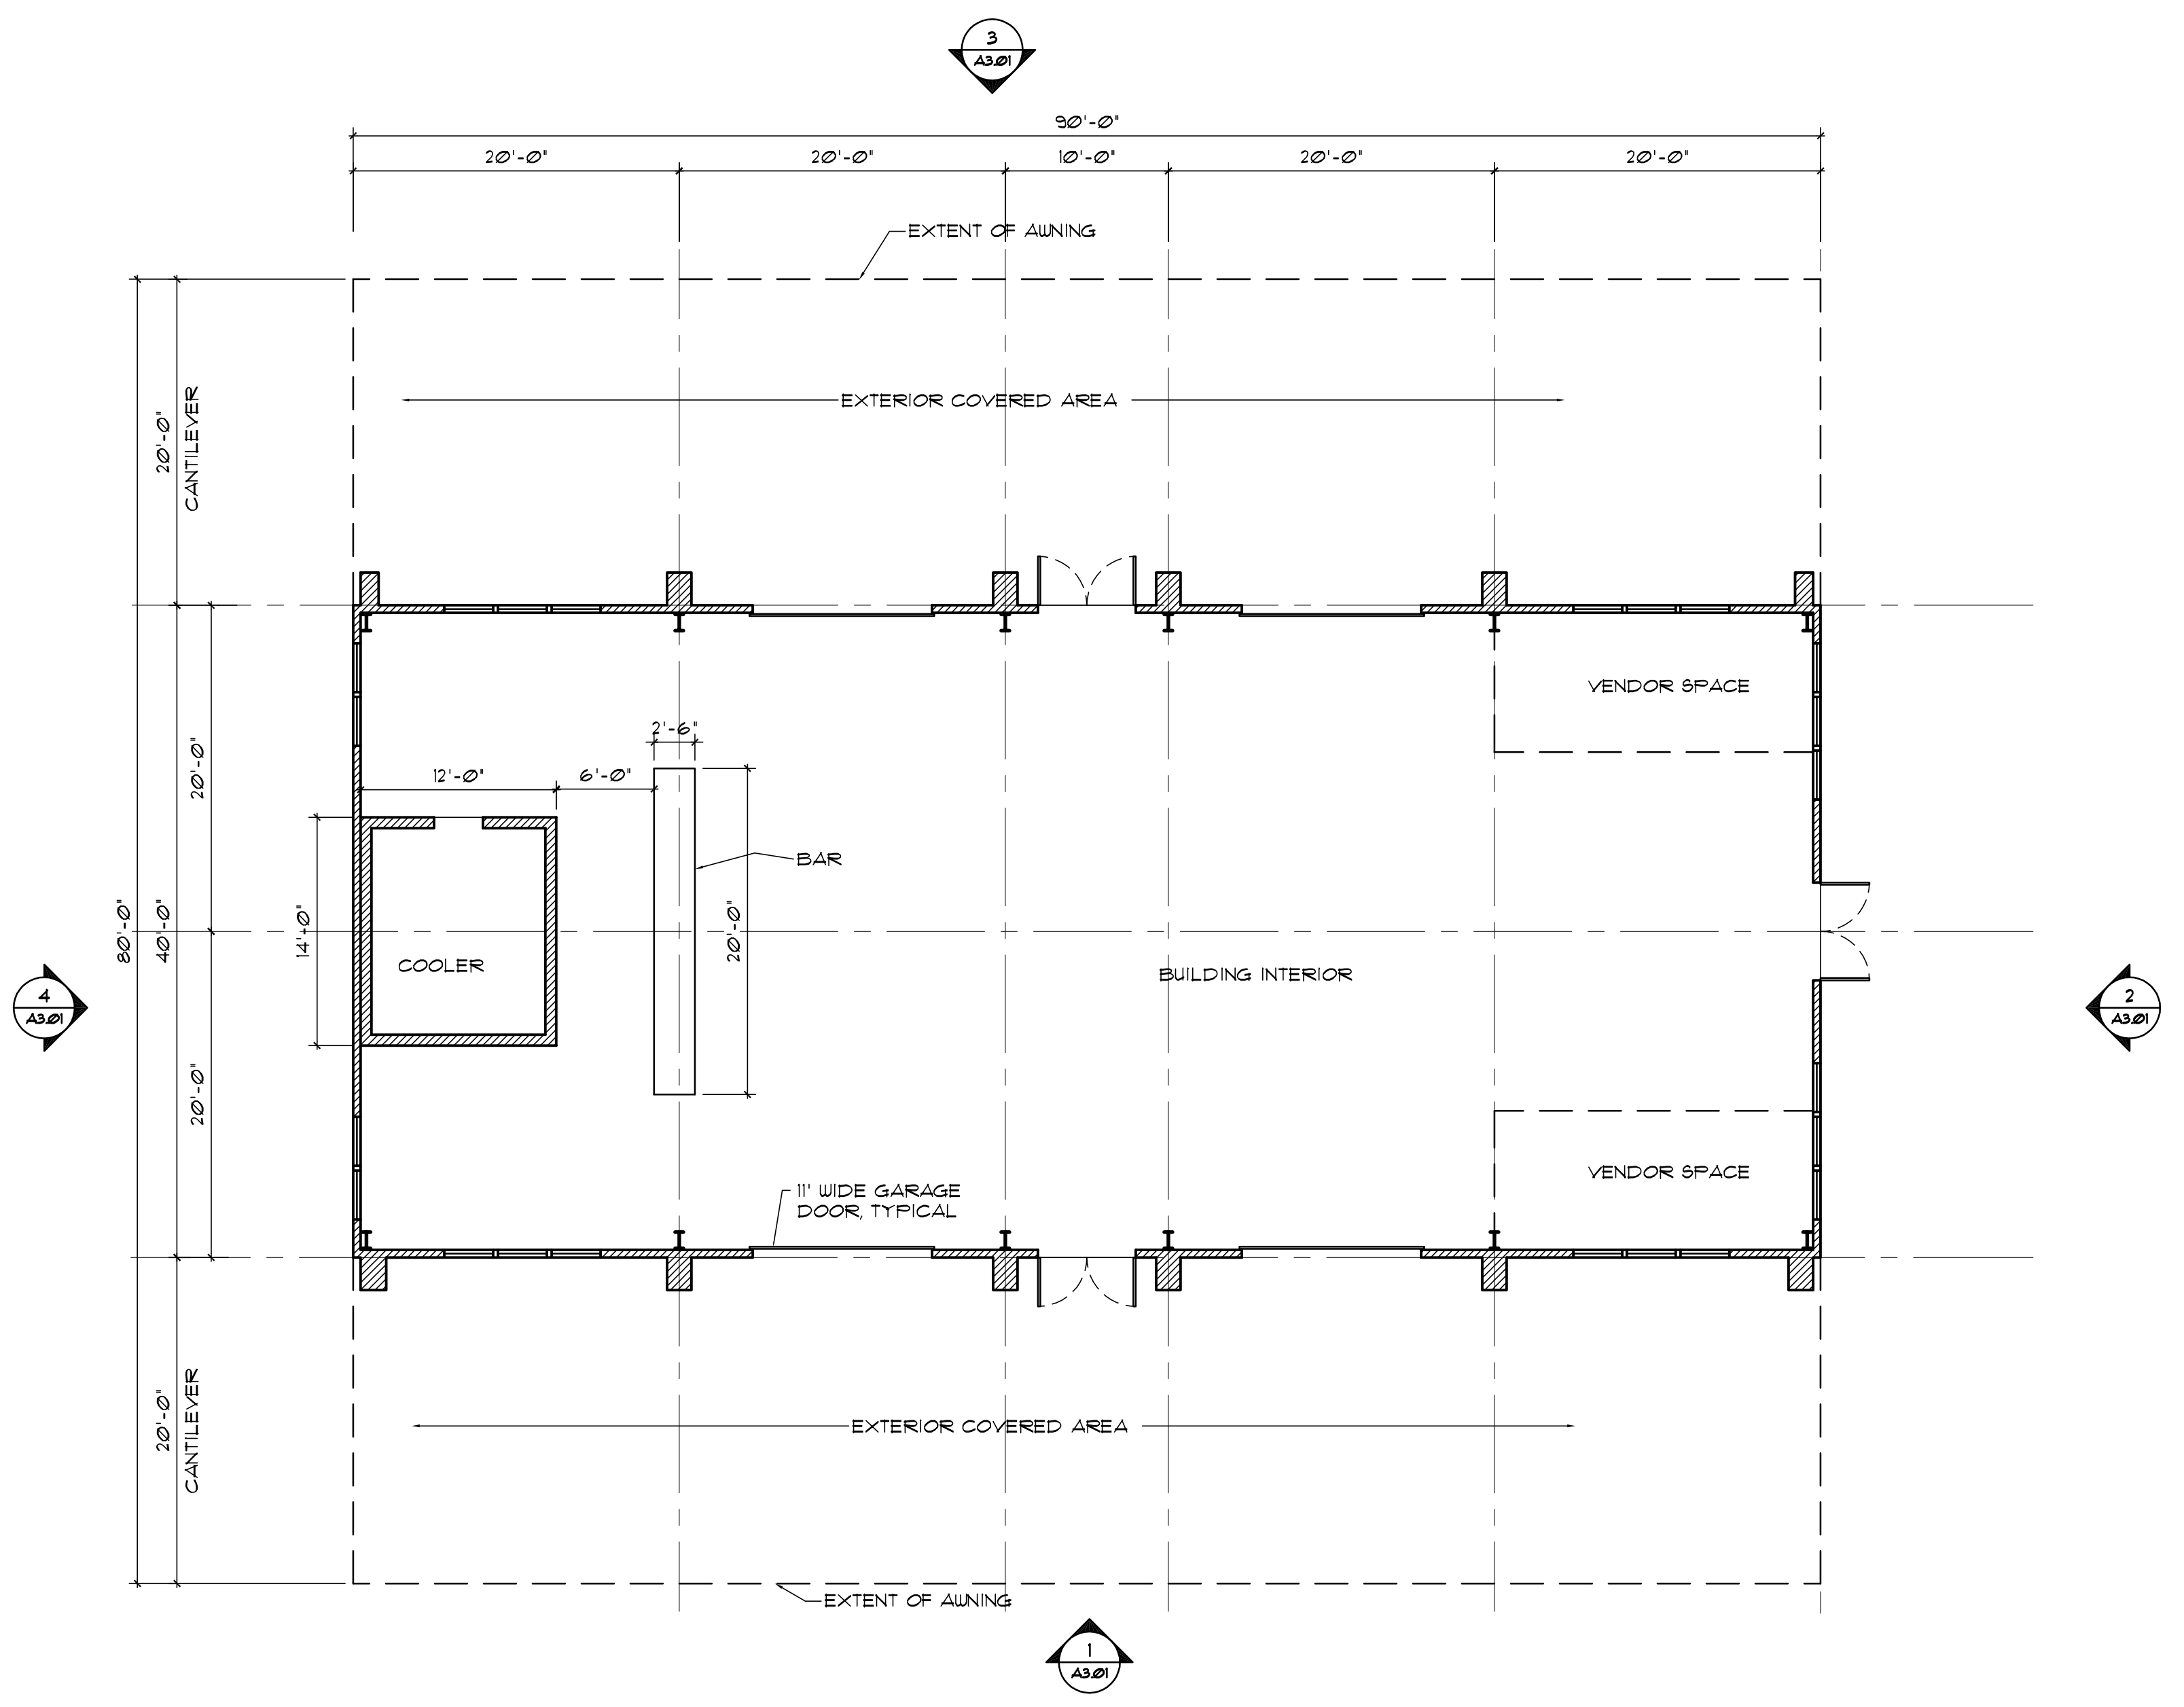 3
A3.01
90'-0"
20'-0"
20'-0"
10'-0"
20'-0"
20'-0"
EXTENT OF AWNING
EXTERIOR COVERED AREA
20'-0"
CANTILEVER
VENDOR SPACE
2'-6"
20'-0"
12'-0"
6'-0"
BAR
80'-0"
40'-0"
14'-0"
20'-0"
COOLER
BUILDING INTERIOR
4
A3.01
2
A3.01
20'-0"
VENDOR SPACE
11' WIDE GARAGE
DOOR, TYPICAL
20'-0"
CANTILEVER
EXTERIOR COVERED AREA
EXTENT OF AWNING
1
A3.01